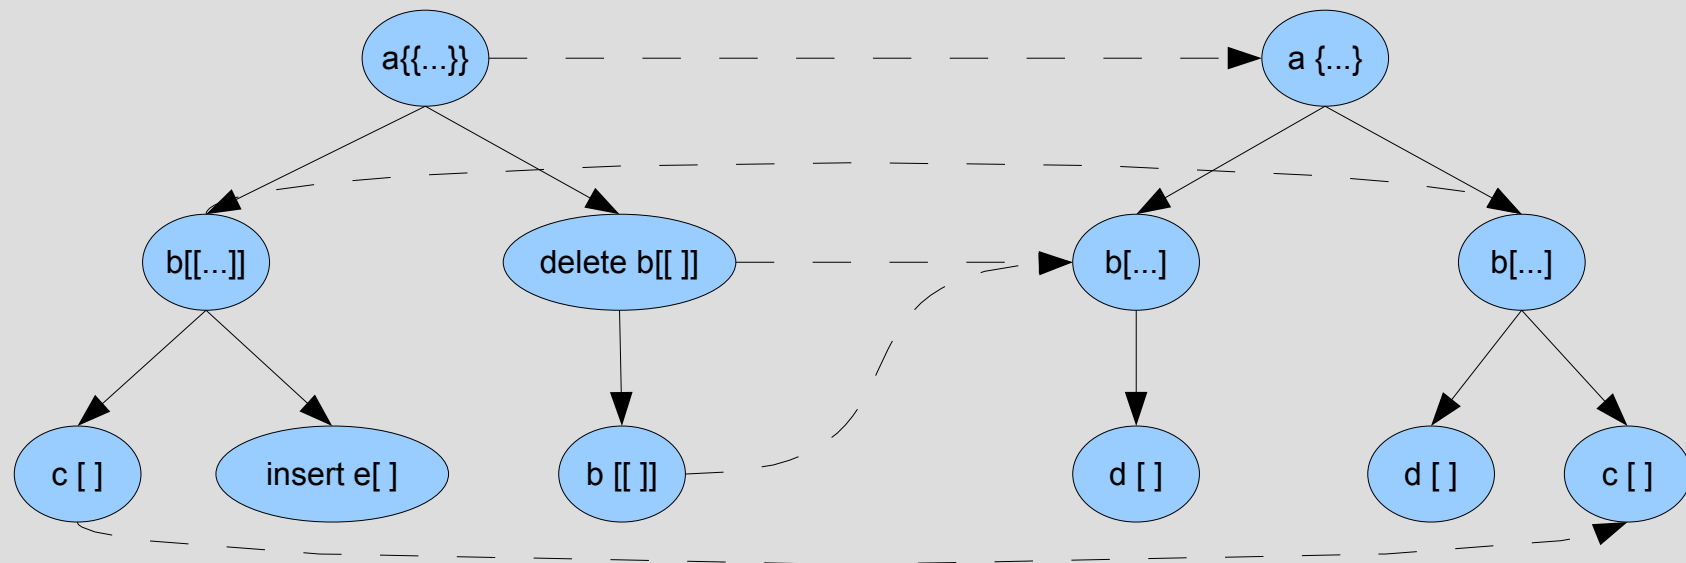 a{{...}}
a {...}
b[[...]]
delete b[[ ]]
b[...]
b[...]
c [ ]
insert e[ ]
b [[ ]]
d [ ]
d [ ]
c [ ]